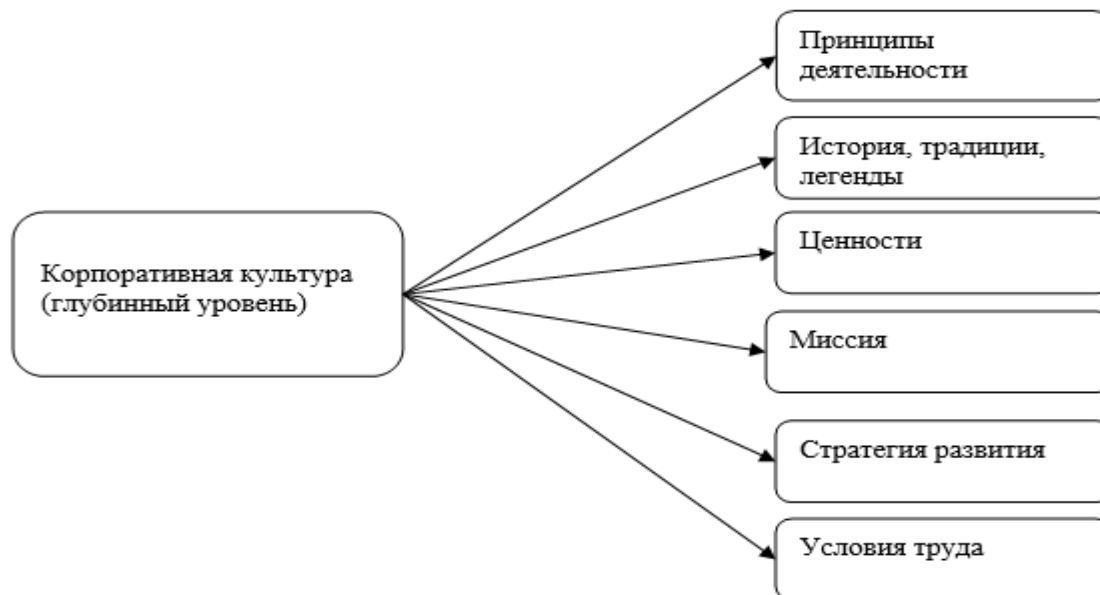 Принципы
деятельности
История, традиции,
легенды
Ценности
Корпоративная культура
(глубинный уровень)
Миссия
Стратегия развития
Условия труда